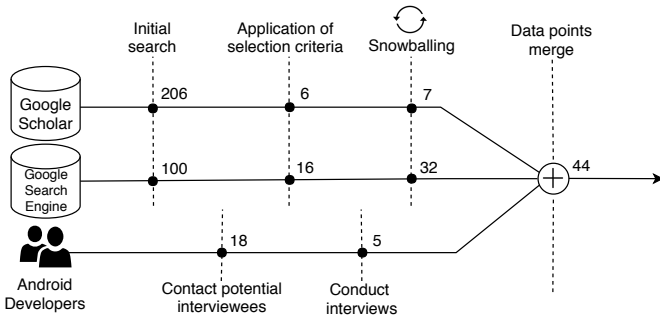 Initial
search
Application of
selection criteria
Snowballing
Data points
merge
Google
Scholar
206
6
7
Google
Search
Engine
100
16
32
44
Android
Developers
18
5
Contact potential
interviewees
Conduct
interviews